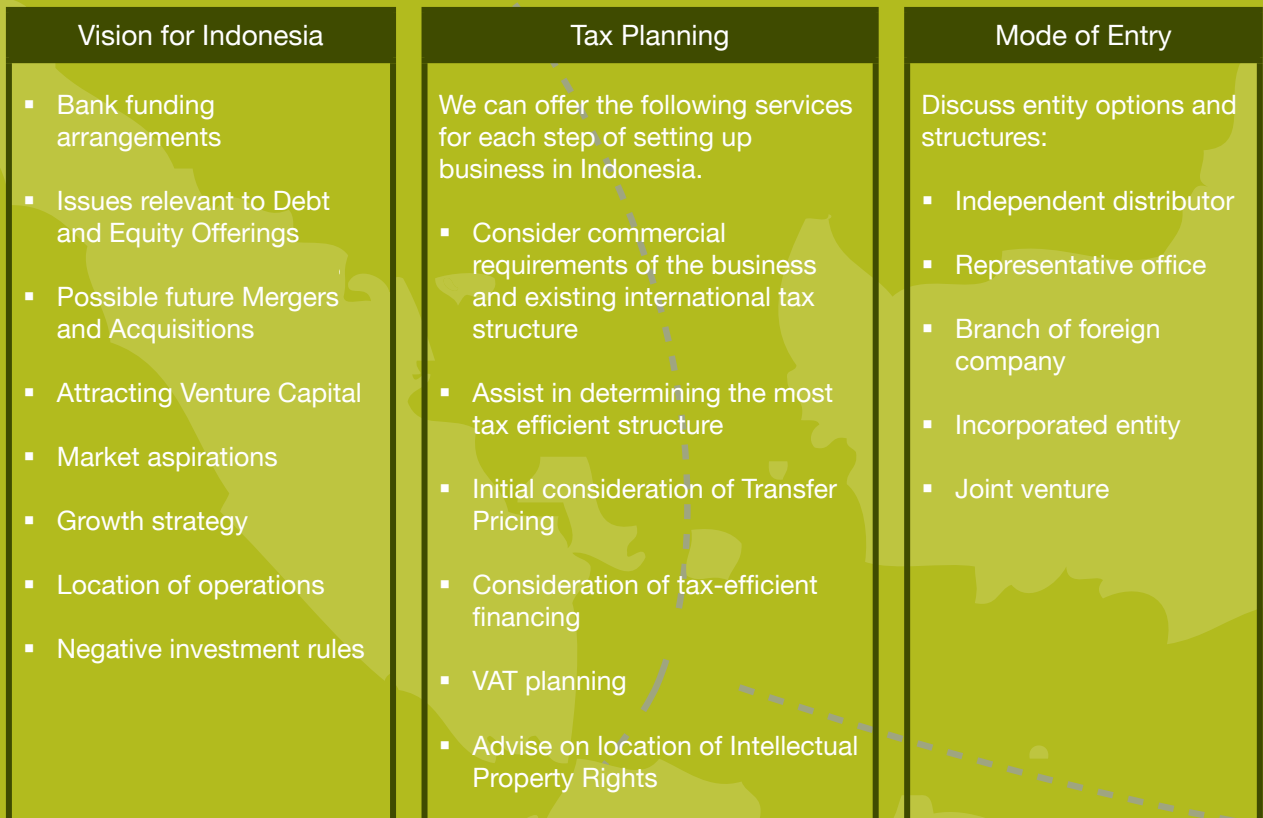 Vision for Indonesia
▪ Bank funding
arrangements
▪ Issues relevant to Debt
and Equity Offerings
▪ Possible future Mergers
and Acquisitions
▪ Attracting Venture Capital
▪ Market aspirations
▪ Growth strategy
▪ Location of operations
▪ Negative investment rules
Tax Planning
We can offer the following services
for each step of setting up
business in Indonesia.
▪ Consider commercial
requirements of the business
and existing international tax
structure
▪ Assist in determining the most
tax efficient structure
▪ Initial consideration of Transfer
Pricing
▪ Consideration of tax-efficient
financing
▪ VAT planning
▪ Advise on location of Intellectual
Property Rights
Mode of Entry
Discuss entity options and
structures:
▪ Independent distributor
▪ Representative office
▪ Branch of foreign
company
▪ Incorporated entity
▪ Joint venture